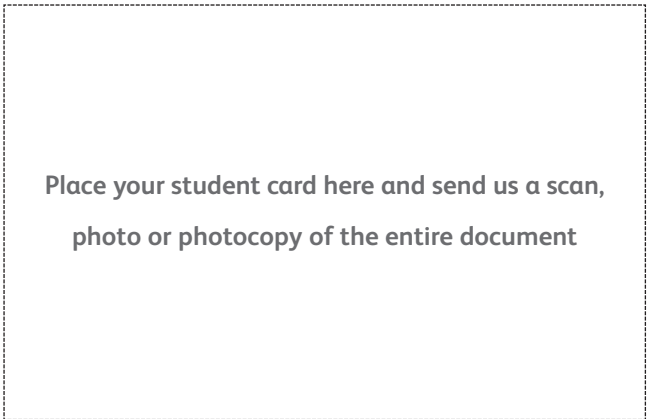 Place your student card here and send us a scan,
photo or photocopy of the entire document